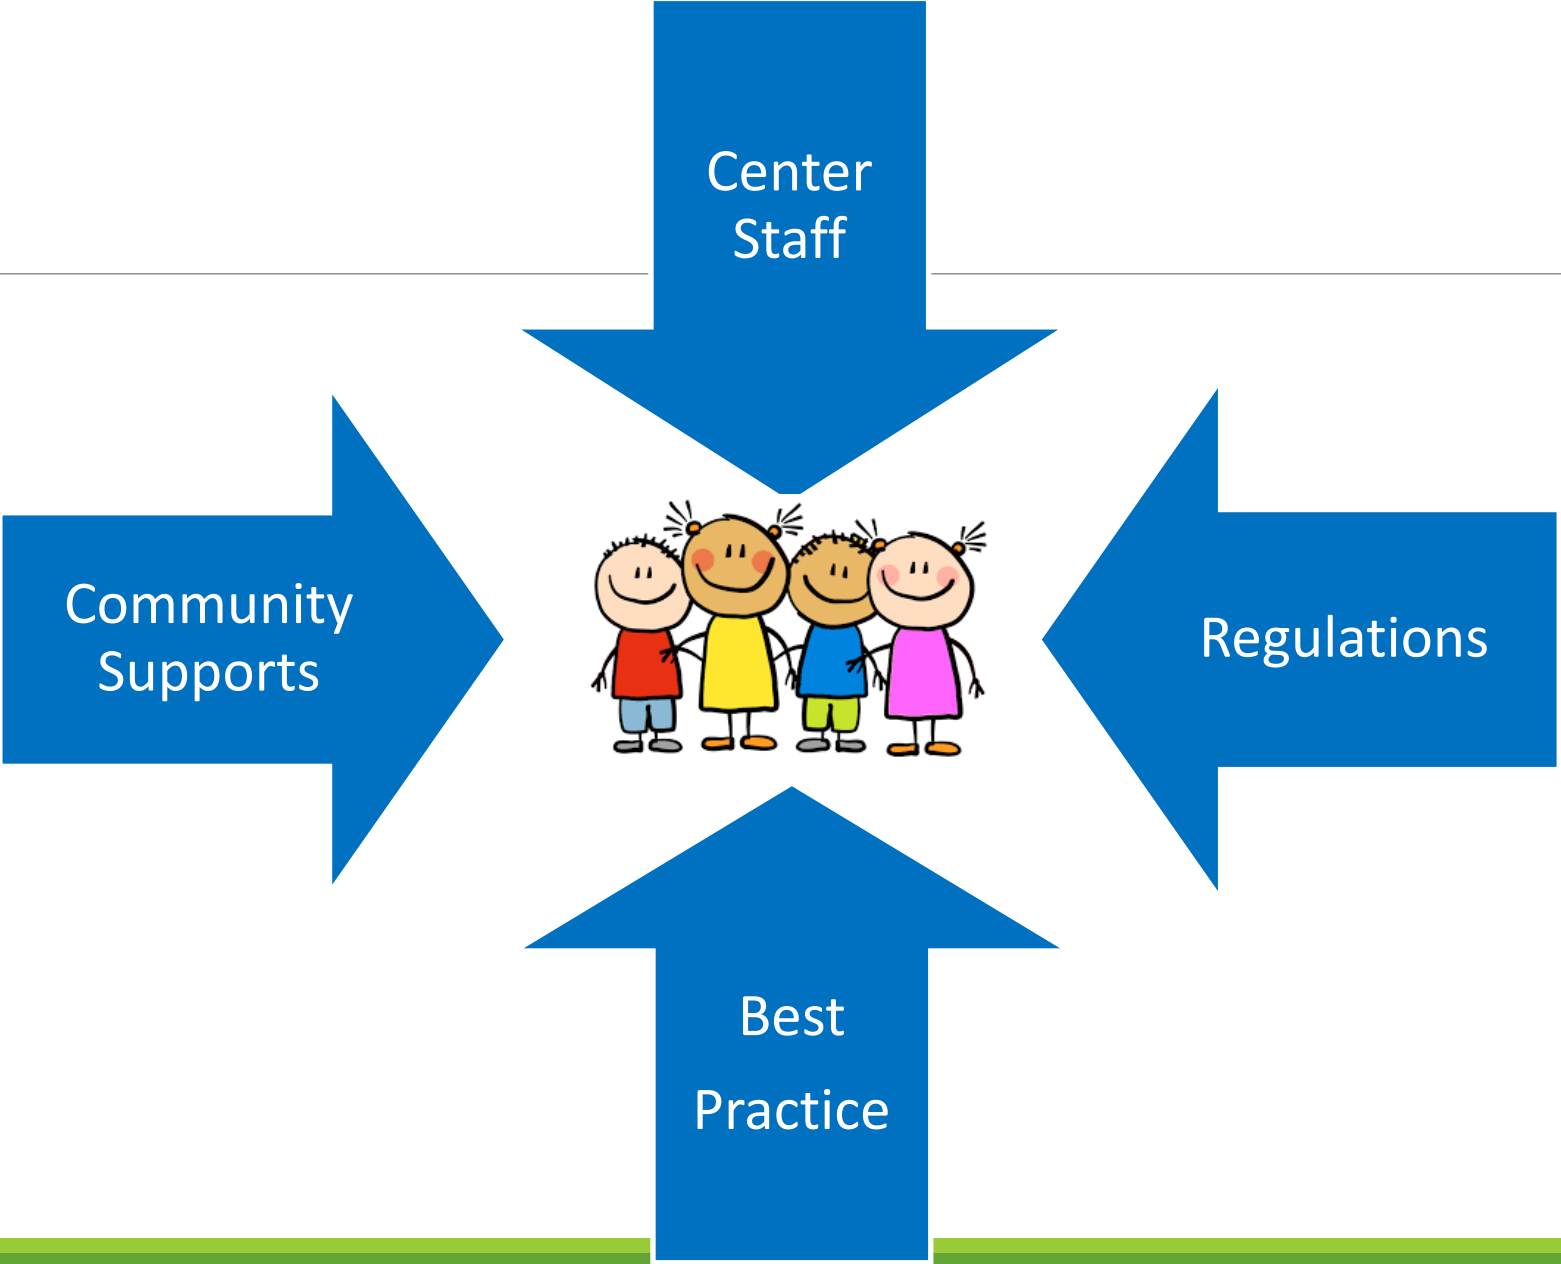 Center
Staff
Community
Supports
Regulations
Best
Practice